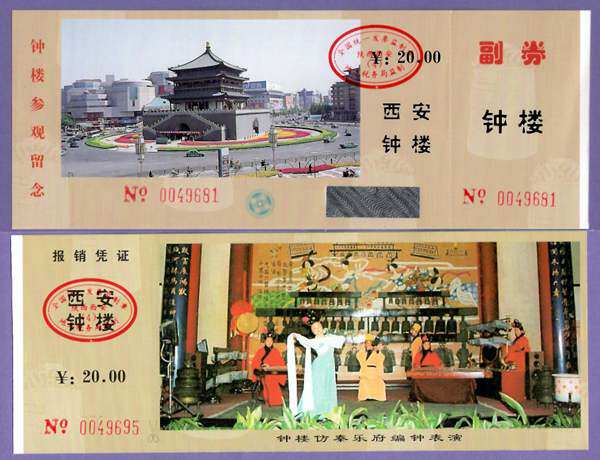 钟楼参观留念
¥: 20.00
西安
钟楼
副券
钟楼
Nº 0049681
Nº 0049681
报销凭证
西安
钟楼
¥: 20.00
Nº 0049695
钟楼仿秦乐府编钟表演